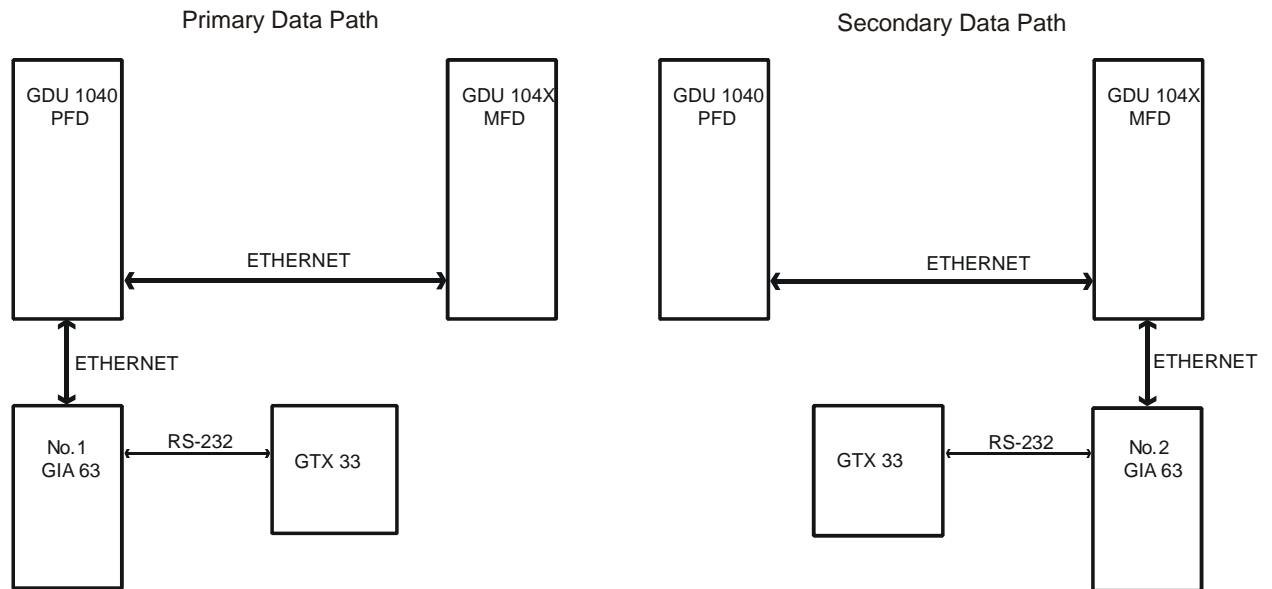 Primary Data Path
GDU 1040
PFD
GDU 104X
MFD
ETHERNET
ETHERNET
No.1
GIA 63
RS-232
GTX 33
Secondary Data Path
GDU 1040
PFD
GDU 104X
MFD
ETHERNET
ETHERNET
GTX 33
RS-232
No.2
GIA 63